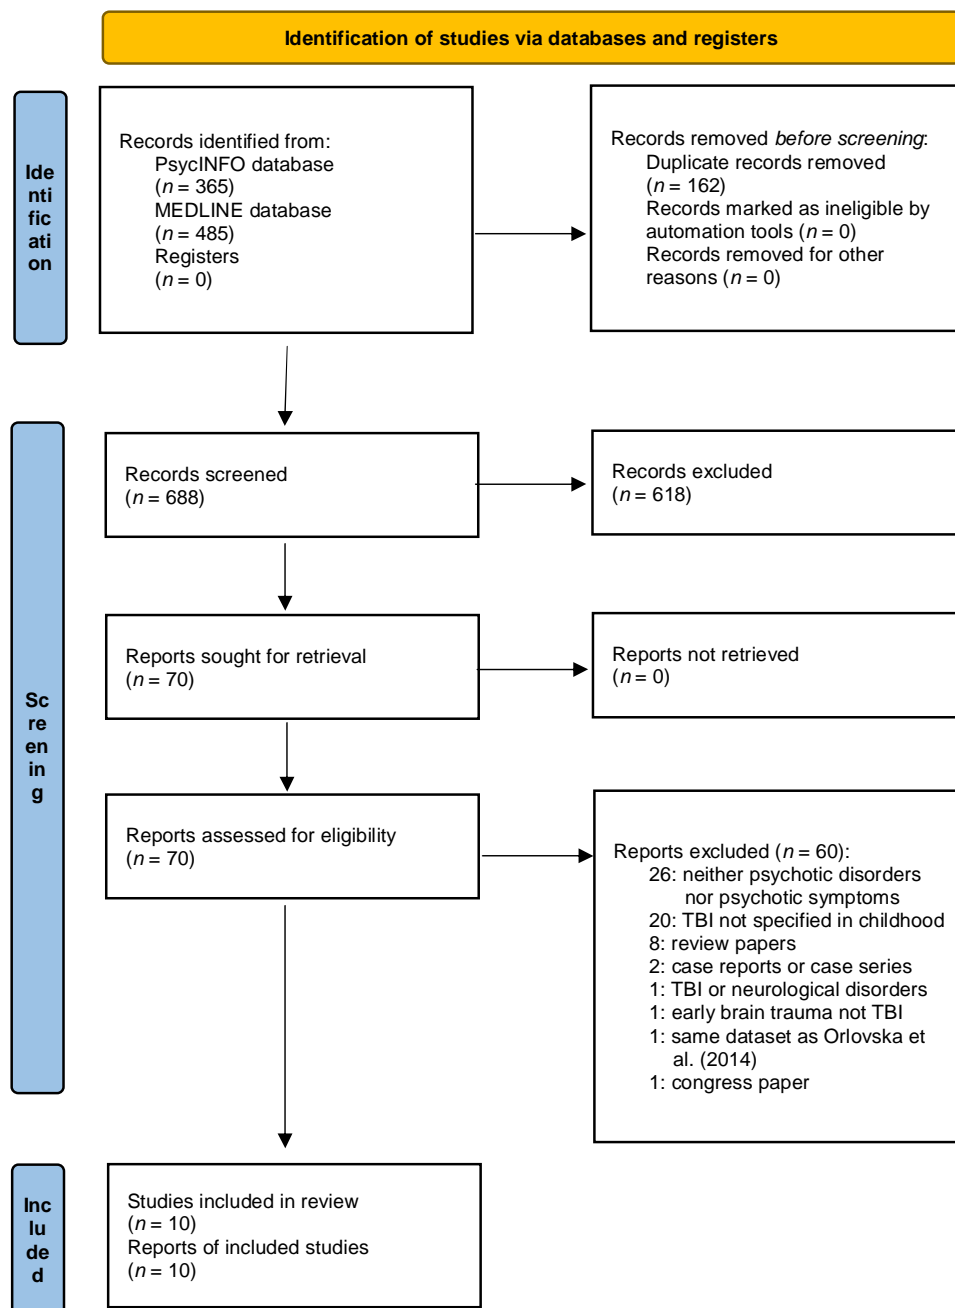 Identification of studies via databases and registers
Ide
ntif
icati
on
Records identified from:
PsycINFO database
(n = 365)
MEDLINE database
(n = 485)
Registers
(n = 0)
Records removed before screening:
Duplicate records removed
(n = 162)
Records marked as ineligible by
automation tools (n = 0)
Records removed for other
reasons (n = 0)
Sc
re
en
in
g
Records screened
(n = 688)
Records excluded
(n = 618)
Reports sought for retrieval
(n = 70)
Reports not retrieved
(n = 0)
Reports assessed for eligibility
(n = 70)
Reports excluded (n = 60):
26: neither psychotic disorders
nor psychotic symptoms
20: TBI not specified in childhood
8: review papers
2: case reports or case series
1: TBI or neurological disorders
1: early brain trauma not TBI
1: same dataset as Orlovska et
al. (2014)
1: congress paper
Inc
lu
de
d
Studies included in review
(n = 10)
Reports of included studies
(n = 10)